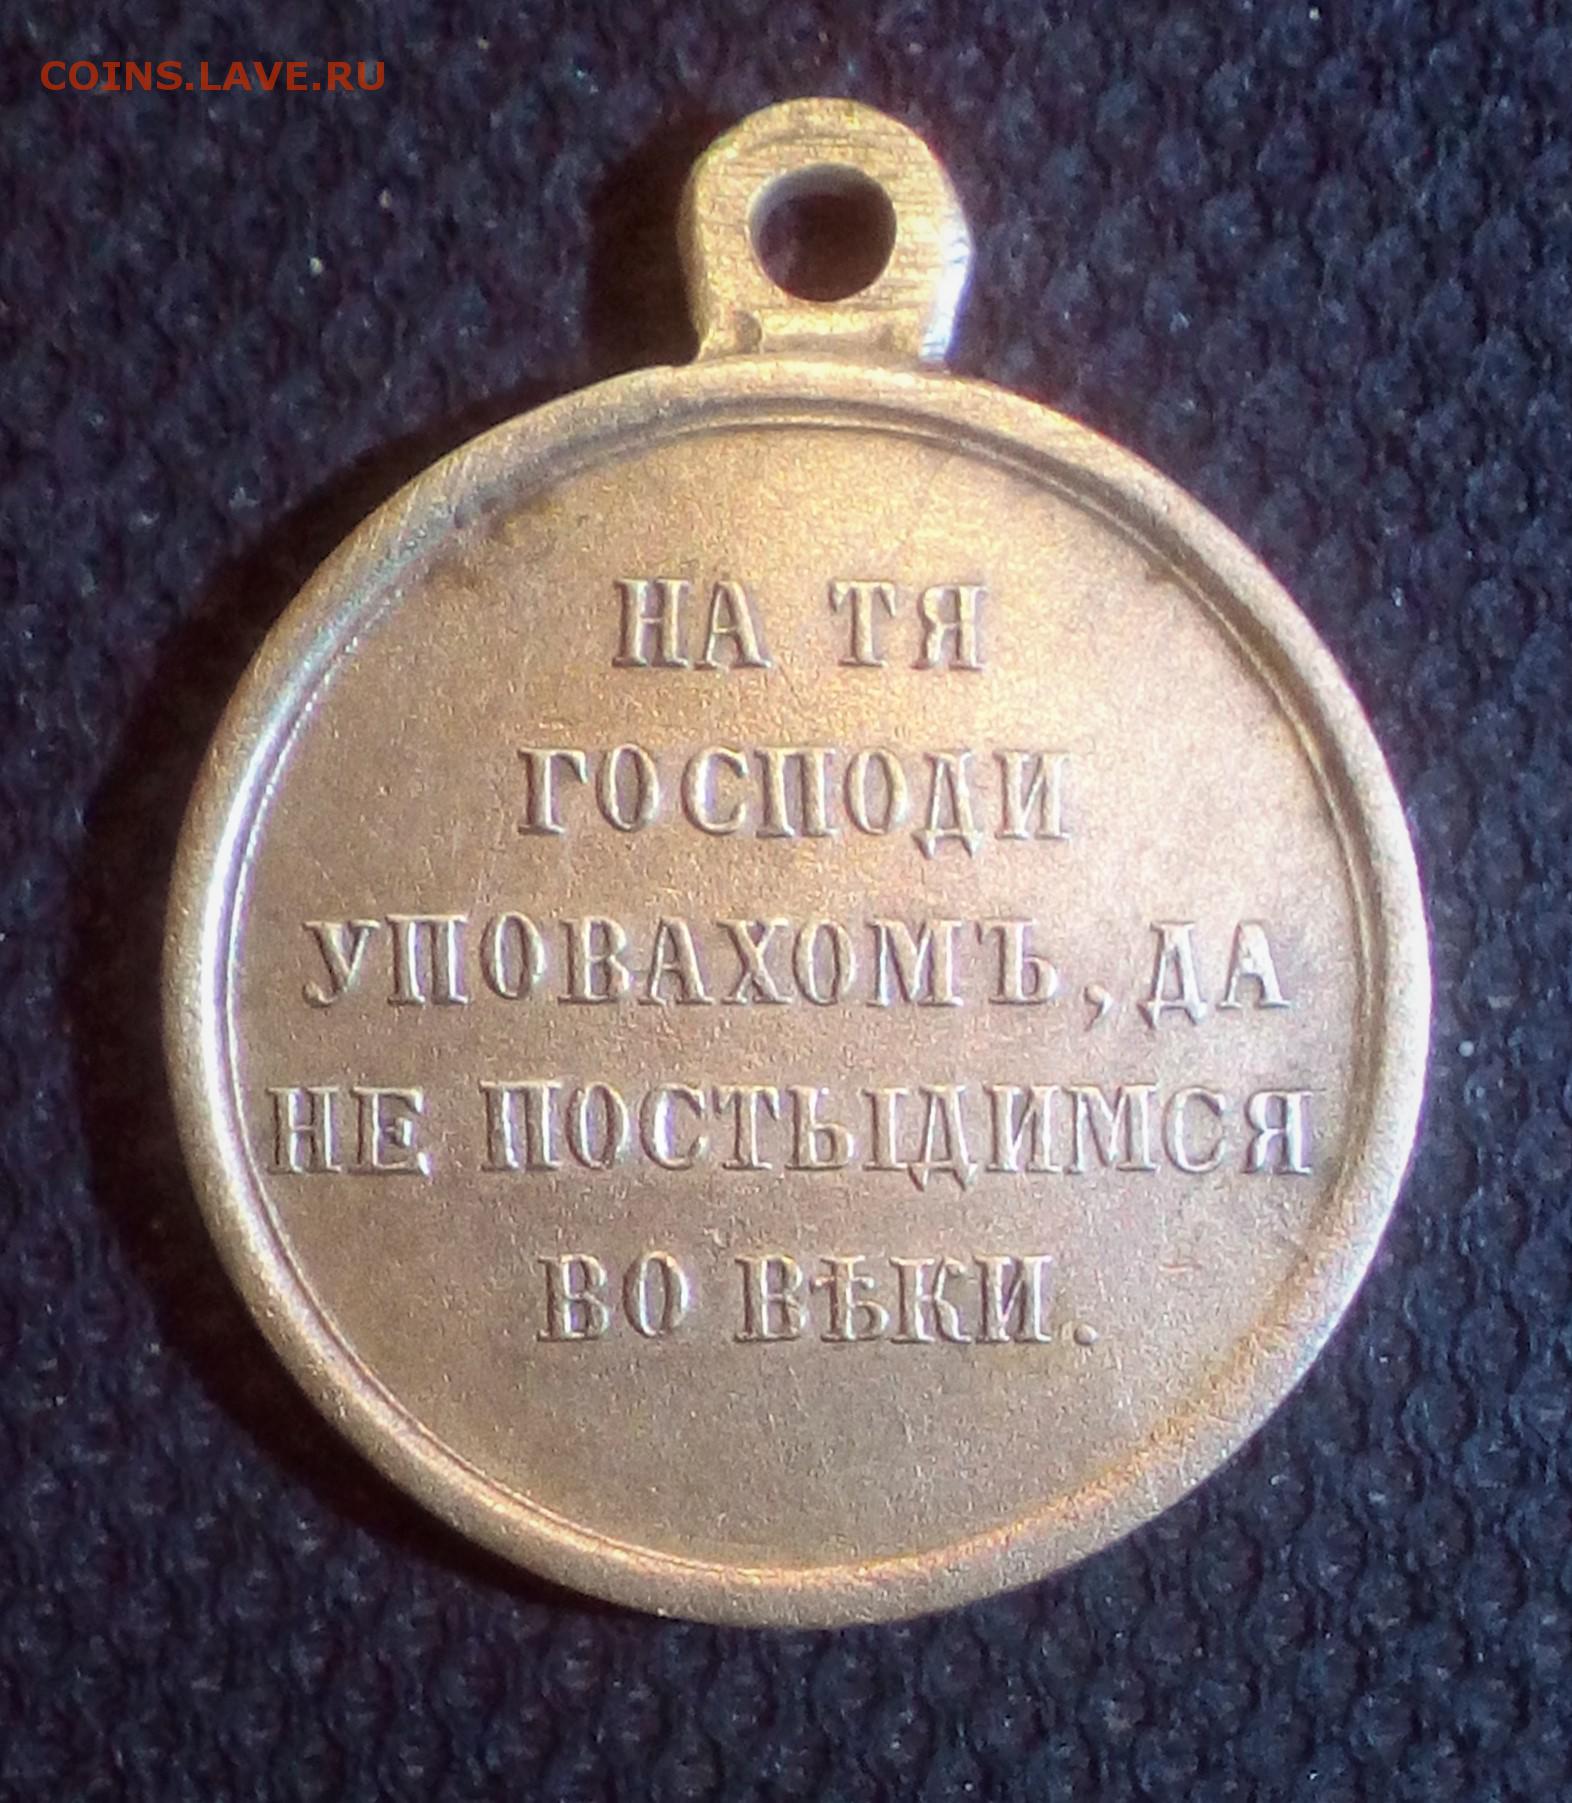 COINS.LAVE.RU
НА ТЯ
ГОСПОДИ
УПОВАХОМЪ, ДА
НЕ ПОСТЫДИМСЯ
ВО ВѢКИ.